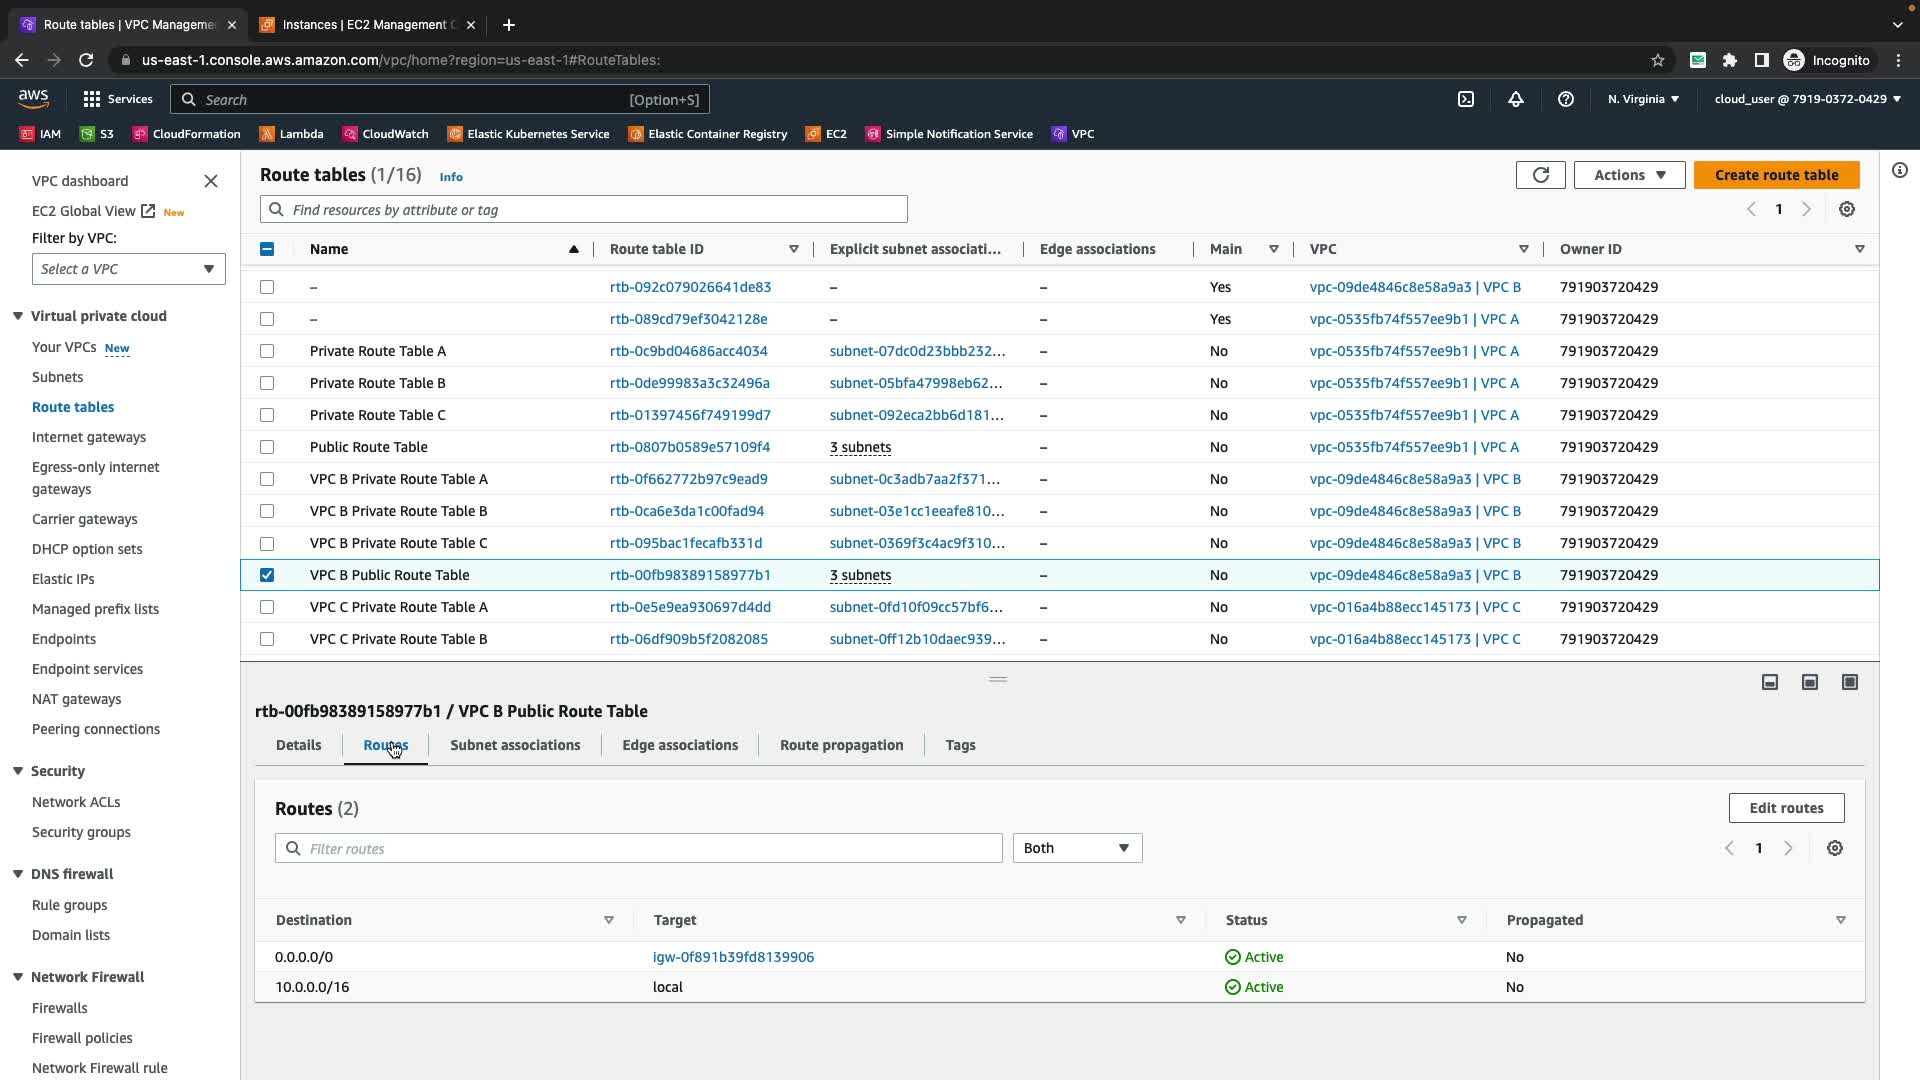 Route tables | VPC Manageme
Instances | EC2 Management C
us-east-1.console.aws.amazon.com/vpc/home?region=us-east-1#RouteTables:
Incognito
aws
Services
Search
[Option+S]
N. Virginia
cloud_user @ 7919-0372-0429
IAM
S3
CloudFormation
Lambda
CloudWatch
Elastic Kubernetes Service
Elastic Container Registry
EC2
Simple Notification Service
VPC
VPC dashboard
EC2 Global View New
Filter by VPC:
Select a VPC
Virtual private cloud
Your VPCs New
Subnets
Route tables
Internet gateways
Egress-only internet
gateways
Carrier gateways
DHCP option sets
Elastic IPs
Managed prefix lists
Endpoints
Endpoint services
NAT gateways
Peering connections
Security
Network ACLs
Security groups
DNS firewall
Rule groups
Domain lists
Network Firewall
Firewalls
Firewall policies
Network Firewall rule
Route tables (1/16) Info
Actions
Create route table
Find resources by attribute or tag
1
Name Route table ID Explicit subnet associati... Edge associations Main VPC Owner ID
– rtb-092c079026641de83 – – Yes vpc-09de4846c8e58a9a3 | VPC B 791903720429
– rtb-089cd79ef3042128e – – Yes vpc-0535fb74f557ee9b1 | VPC A 791903720429
Private Route Table A rtb-0c9bd04686acc4034 subnet-07dc0d23bbb232... – No vpc-0535fb74f557ee9b1 | VPC A 791903720429
Private Route Table B rtb-0de99983a3c32496a subnet-05bfa47998eb62... – No vpc-0535fb74f557ee9b1 | VPC A 791903720429
Private Route Table C rtb-01397456f749199d7 subnet-092eca2bb6d181... – No vpc-0535fb74f557ee9b1 | VPC A 791903720429
Public Route Table rtb-0807b0589e57109f4 3 subnets – No vpc-0535fb74f557ee9b1 | VPC A 791903720429
VPC B Private Route Table A rtb-0f662772b97c9ead9 subnet-0c3adb7aa2f371... – No vpc-09de4846c8e58a9a3 | VPC B 791903720429
VPC B Private Route Table B rtb-0ca6e3da1c00fad94 subnet-03e1cc1eeafe810... – No vpc-09de4846c8e58a9a3 | VPC B 791903720429
VPC B Private Route Table C rtb-095bac1fecafb331d subnet-0369f3c4ac9f310... – No vpc-09de4846c8e58a9a3 | VPC B 791903720429
VPC B Public Route Table rtb-00fb98389158977b1 3 subnets – No vpc-09de4846c8e58a9a3 | VPC B 791903720429
VPC C Private Route Table A rtb-0e5e9ea930697d4dd subnet-0fd10f09cc57bf6... – No vpc-016a4b88ecc145173 | VPC C 791903720429
VPC C Private Route Table B rtb-06df909b5f2082085 subnet-0ff12b10daec939... – No vpc-016a4b88ecc145173 | VPC C 791903720429
rtb-00fb98389158977b1 / VPC B Public Route Table
Details Routes Subnet associations Edge associations Route propagation Tags
Routes (2)
Edit routes
Filter routes
Both
1
Destination Target Status Propagated
0.0.0.0/0 igw-0f891b39fd8139906 Active No
10.0.0.0/16 local Active No